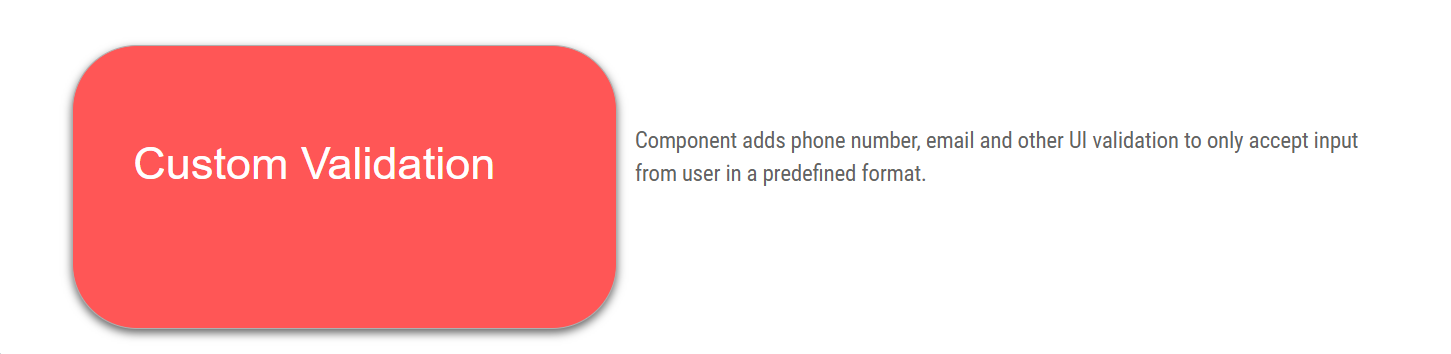 Custom Validation
Component adds phone number, email and other UI validation to only accept input
from user in a predefined format.